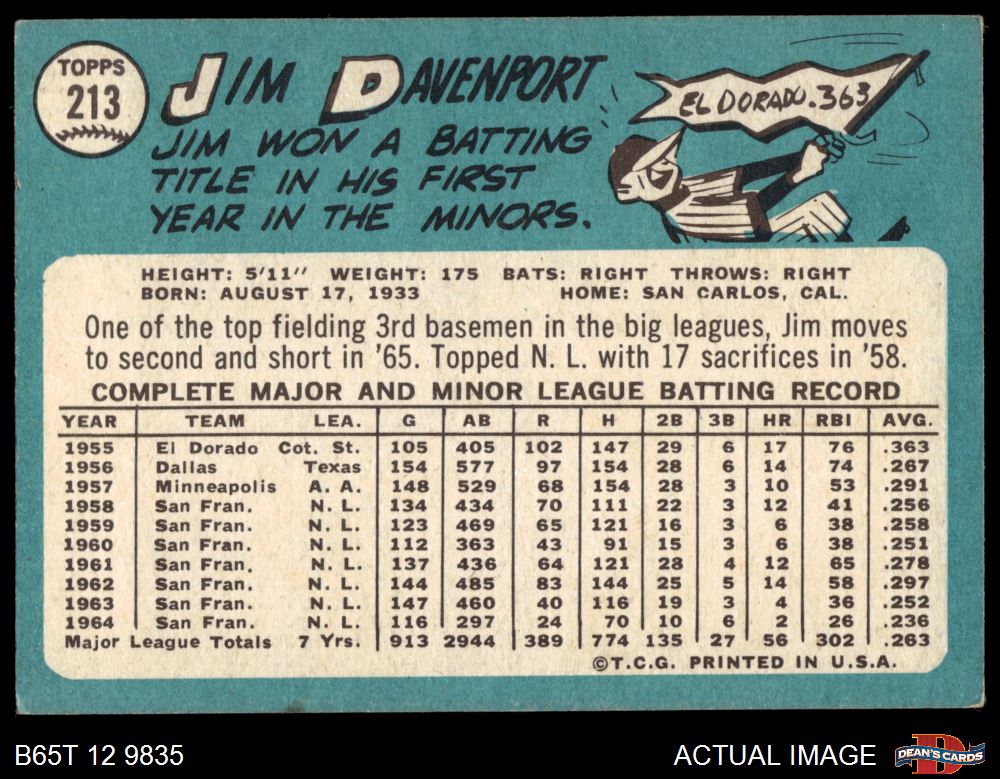 TOPPS
213
JIM DAVENPORT
JIM WON A BATTING
TITLE IN HIS FIRST
YEAR IN THE MINORS.
EL DORADO .363
HEIGHT: 5'11" WEIGHT: 175 BATS: RIGHT THROWS: RIGHT
BORN: AUGUST 17, 1933 HOME: SAN CARLOS, CAL.
One of the top fielding 3rd basemen in the big leagues, Jim moves
to second and short in '65. Topped N. L. with 17 sacrifices in '58.
COMPLETE MAJOR AND MINOR LEAGUE BATTING RECORD
YEAR TEAM LEA. G AB R H 2B 3B HR RBI AVG.
1955 El Dorado Cot. St. 105 405 102 147 29 6 17 76 .363
1956 Dallas Texas 154 577 97 154 28 6 14 74 .267
1957 Minneapolis A. A. 148 529 68 154 28 3 10 53 .291
1958 San Fran. N. L. 134 434 70 111 22 3 12 41 .256
1959 San Fran. N. L. 123 469 65 121 16 3 6 38 .258
1960 San Fran. N. L. 112 363 43 91 15 3 6 38 .251
1961 San Fran. N. L. 137 436 64 121 28 4 12 65 .278
1962 San Fran. N. L. 144 485 83 144 25 5 14 58 .297
1963 San Fran. N. L. 147 460 40 116 19 3 4 36 .252
1964 San Fran. N. L. 116 297 24 70 10 6 2 26 .236
Major League Totals 7 Yrs. 913 2944 389 774 135 27 56 302 .263
©T.C.G. PRINTED IN U.S.A.
B65T 12 9835
ACTUAL IMAGE
D
DEAN'S CARDS